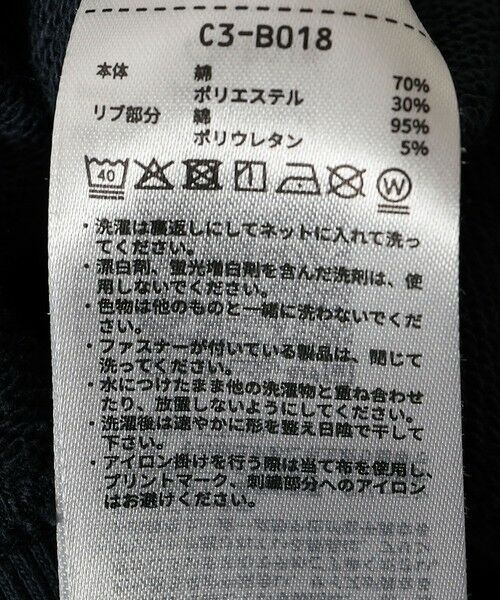 C3-B018
本体 綿 70%
ポリエステル 30%
リブ部分 綿 95%
ポリウレタン 5%
40
W
・洗濯は裏返しにしてネットに入れて洗っ
てください。
・漂白剤、蛍光増白剤を含んだ洗剤は、使
用しないでください。
・色物は他のものと一緒に洗わないでくだ
さい。
・ファスナーが付いている製品は、閉じて
洗ってください。
・水につけたまま他の洗濯物と重ね合わせ
たり、放置しないようにしてください。
・洗濯後は速やかに形を整え日陰で干して
下さい。
・アイロン掛けを行う際は当て布を使用し、
プリントマーク、刺繍部分へのアイロン
はお避けください。